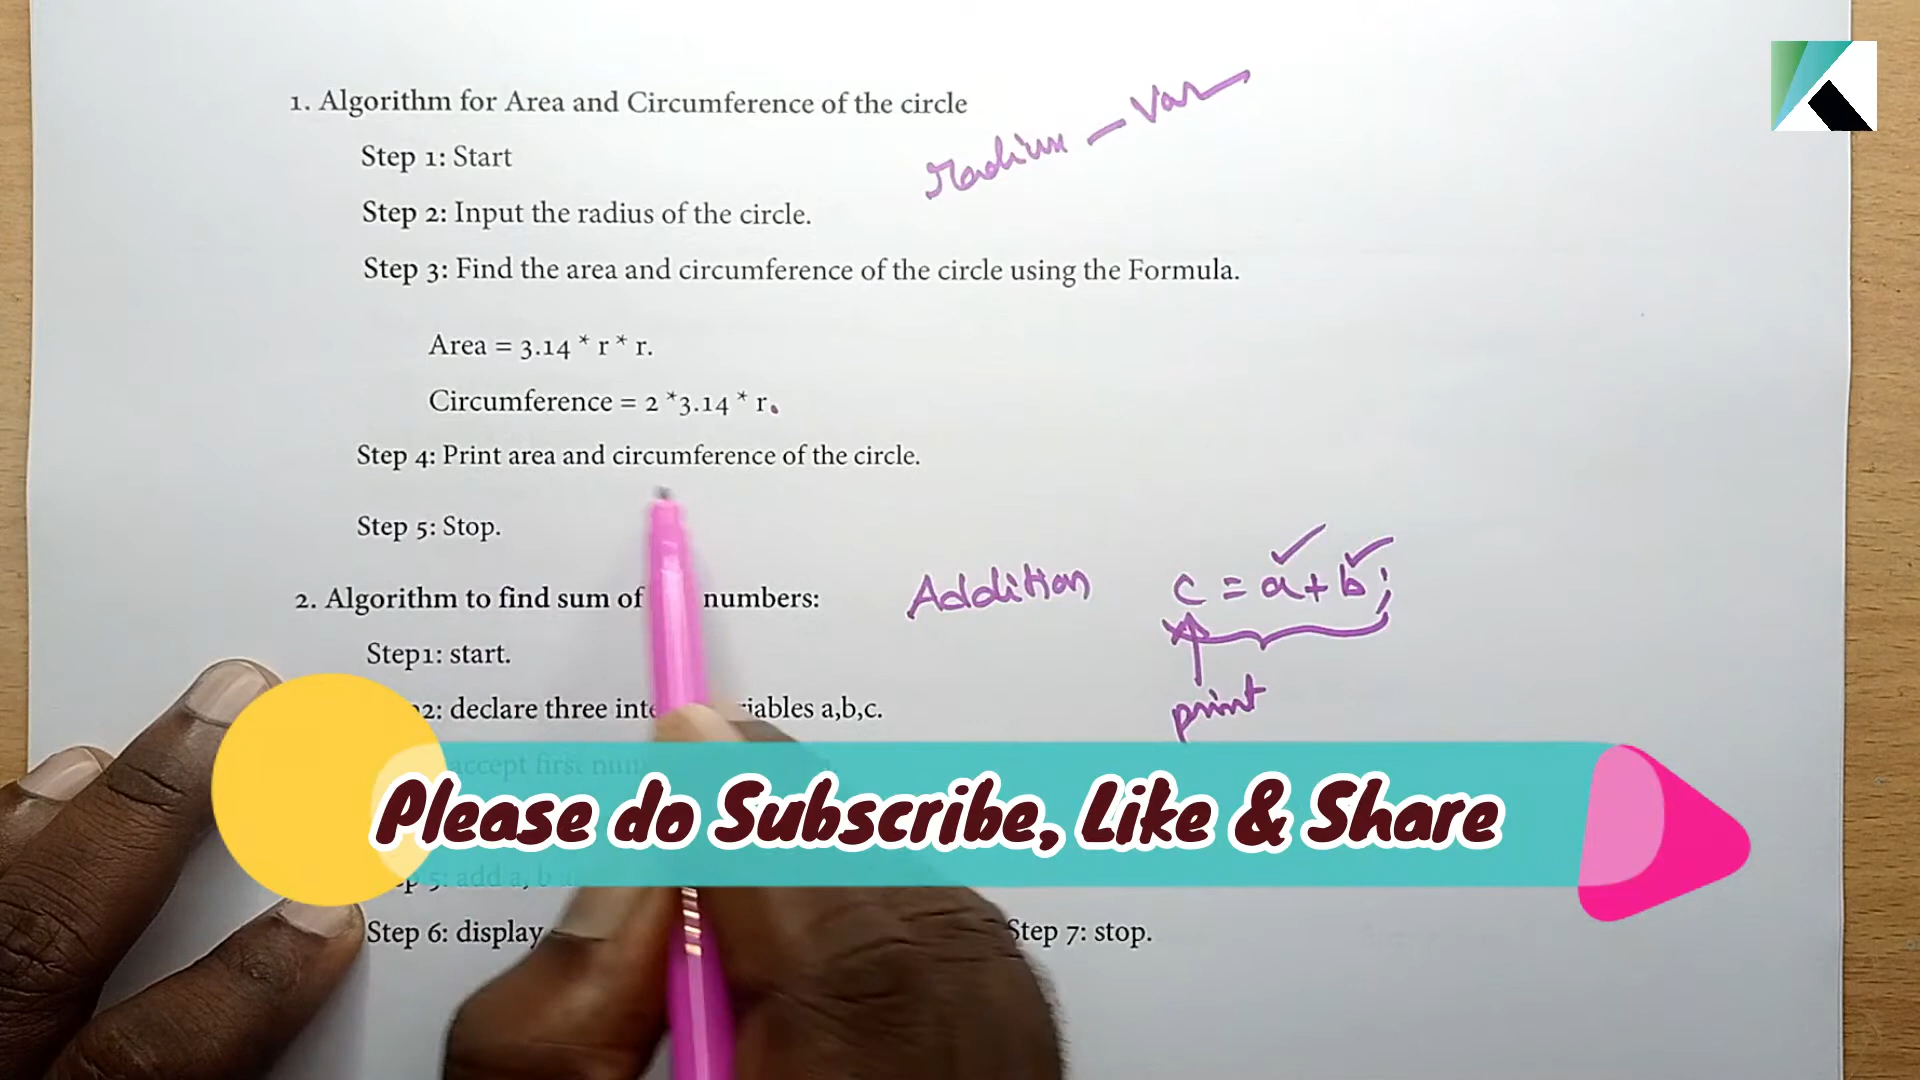 1. Algorithm for Area and Circumference of the circle
radius - Var
Step 1: Start
Step 2: Input the radius of the circle.
Step 3: Find the area and circumference of the circle using the Formula.
Area = 3.14 * r * r.
Circumference = 2 *3.14 * r.
Step 4: Print area and circumference of the circle.
Step 5: Stop.
2. Algorithm to find sum of numbers:
Addition c = a+b;
print
Step1: start.
2: declare three a,b,c.
accept first
Please do Subscribe, Like & Share
5: add a, b
Step 6: display
Step 7: stop.